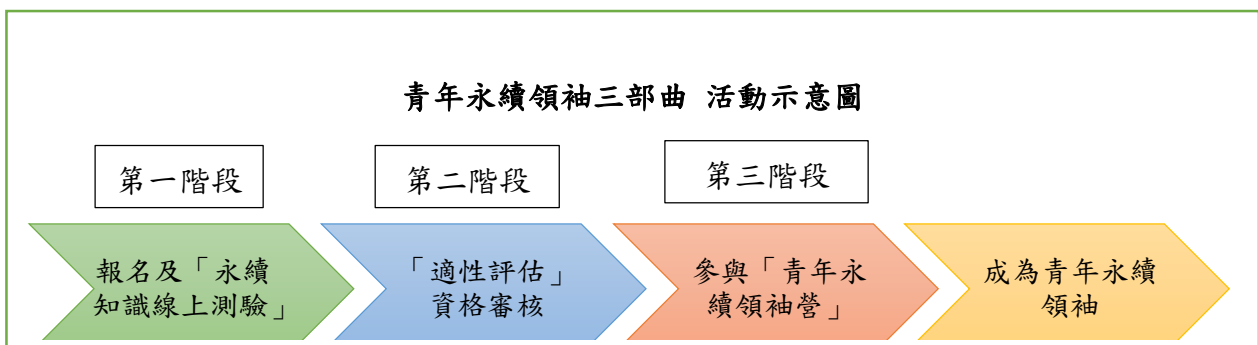 青年永續領袖三部曲 活動示意圖
第一階段
第二階段
第三階段
報名及「永續
知識線上測驗」
「適性評估」
資格審核
參與「青年永
續領袖營」
成為青年永續
領袖